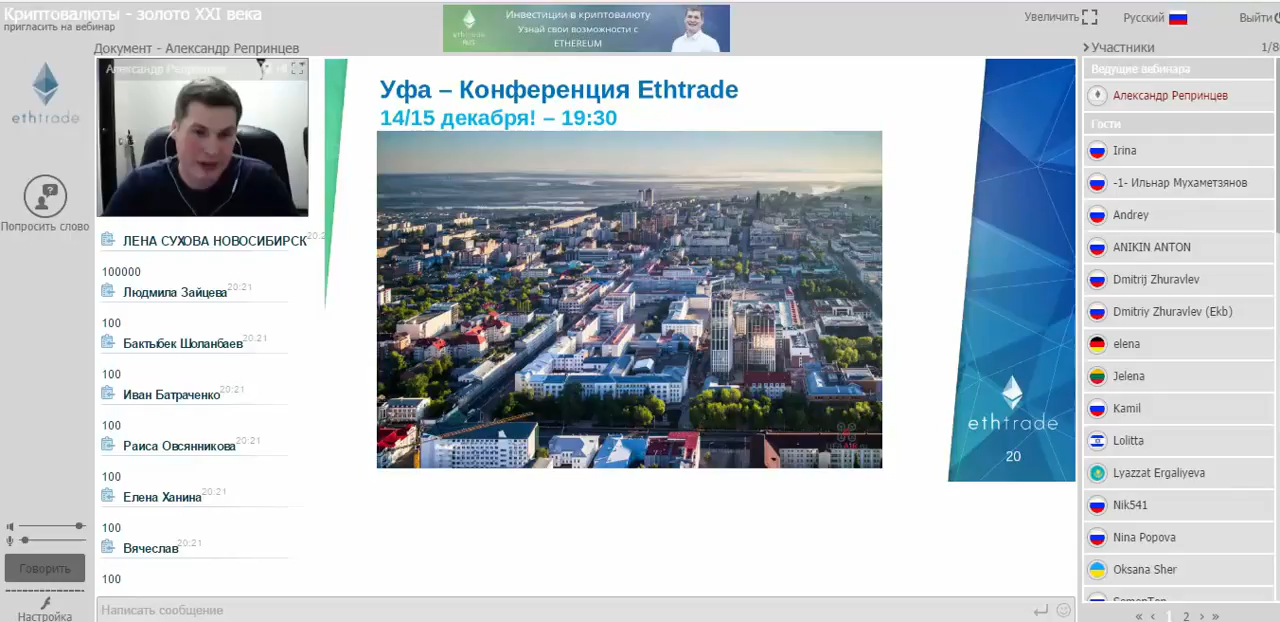 Криптовалюты - золото XXI века
пригласить на вебинар
ethtrade
Инвестиции в криптовалюту
Узнай свои возможности с
ETHEREUM
Увеличить
Русский
Выйти
Документ - Александр Репринцев
Александр Репринцев
ethtrade
Попросить слово
ЛЕНА СУХОВА НОВОСИБИРСК
100000
Людмила Зайцева 20:21
100
Бактыбек Шоланбаев 20:21
100
Иван Батраченко 20:21
100
Раиса Овсянникова 20:21
100
Елена Ханина 20:21
100
Вячеслав 20:21
100
Говорить
Настройка
Написать сообщение
Уфа – Конференция Ethtrade
14/15 декабря! – 19:30
ethtrade
20
Участники
Ведущие вебинара
Александр Репринцев
Гости
Irina
-1- Ильнар Мухаметзянов
Andrey
ANIKIN ANTON
Dmitrij Zhuravlev
Dmitriy Zhuravlev (Ekb)
elena
Jelena
Kamil
Lolitta
Lyazzat Ergaliyeva
Nik541
Nina Popova
Oksana Sher
« ‹ 1 2 › »